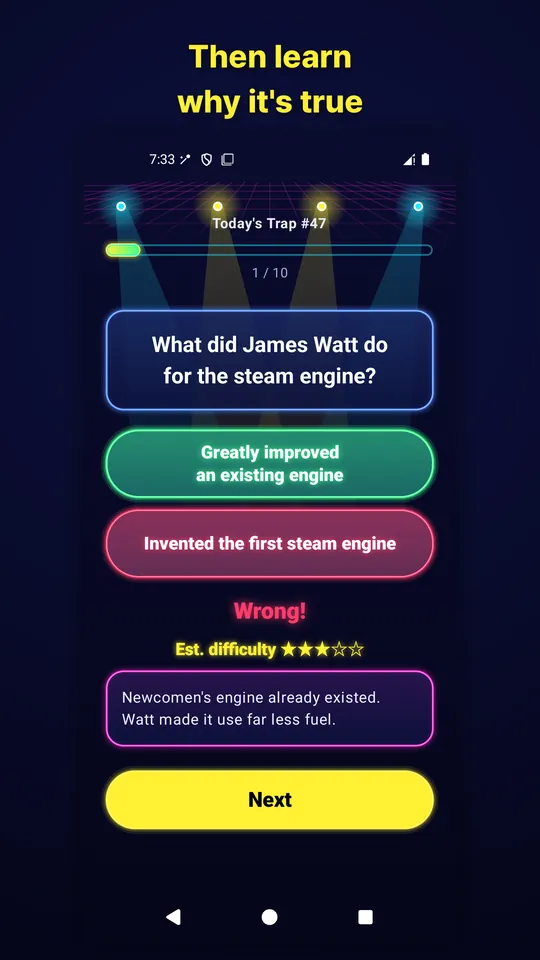 Then learn
why it's true
7:33
Today's Trap #47
1 / 10
What did James Watt do
for the steam engine?
Greatly improved
an existing engine
Invented the first steam engine
Wrong!
Est. difficulty ★★★☆☆
Newcomen's engine already existed.
Watt made it use far less fuel.
Next